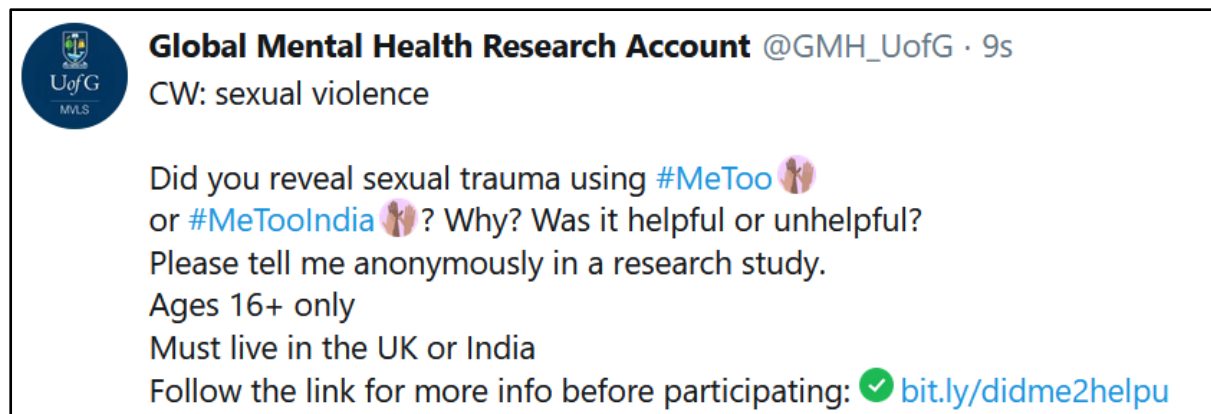 UofG
MVLS
Global Mental Health Research Account @GMH_UofG · 9s
CW: sexual violence
Did you reveal sexual trauma using #MeToo
or #MeTooIndia? Why? Was it helpful or unhelpful?
Please tell me anonymously in a research study.
Ages 16+ only
Must live in the UK or India
Follow the link for more info before participating: bit.ly/didme2helpu